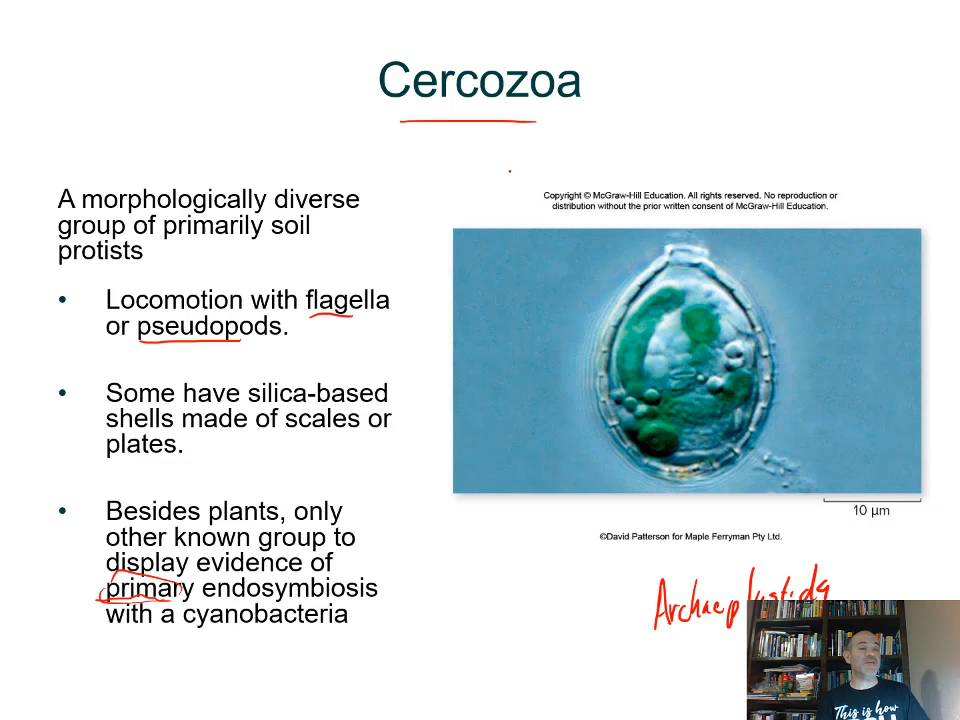 Cercozoa
A morphologically diverse
group of primarily soil
protists
• Locomotion with flagella
or pseudopods.
• Some have silica-based
shells made of scales or
plates.
• Besides plants, only
other known group to
display evidence of
primary endosymbiosis
with a cyanobacteria
Copyright © McGraw-Hill Education. All rights reserved. No reproduction or
distribution without the prior written consent of McGraw-Hill Education.
10 µm
©David Patterson for Maple Ferryman Pty Ltd.
Archaeplastida
This is how